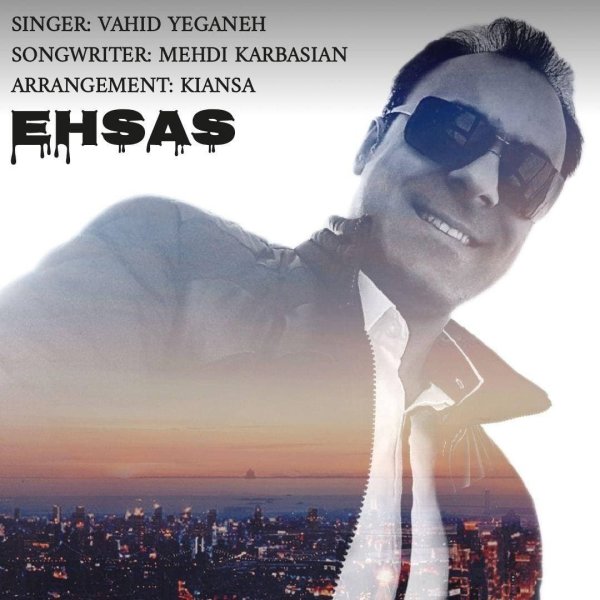 SINGER: VAHID YEGANEH
SONGWRITER: MEHDI KARBASIAN
ARRANGEMENT: KIANSA
EHSAS